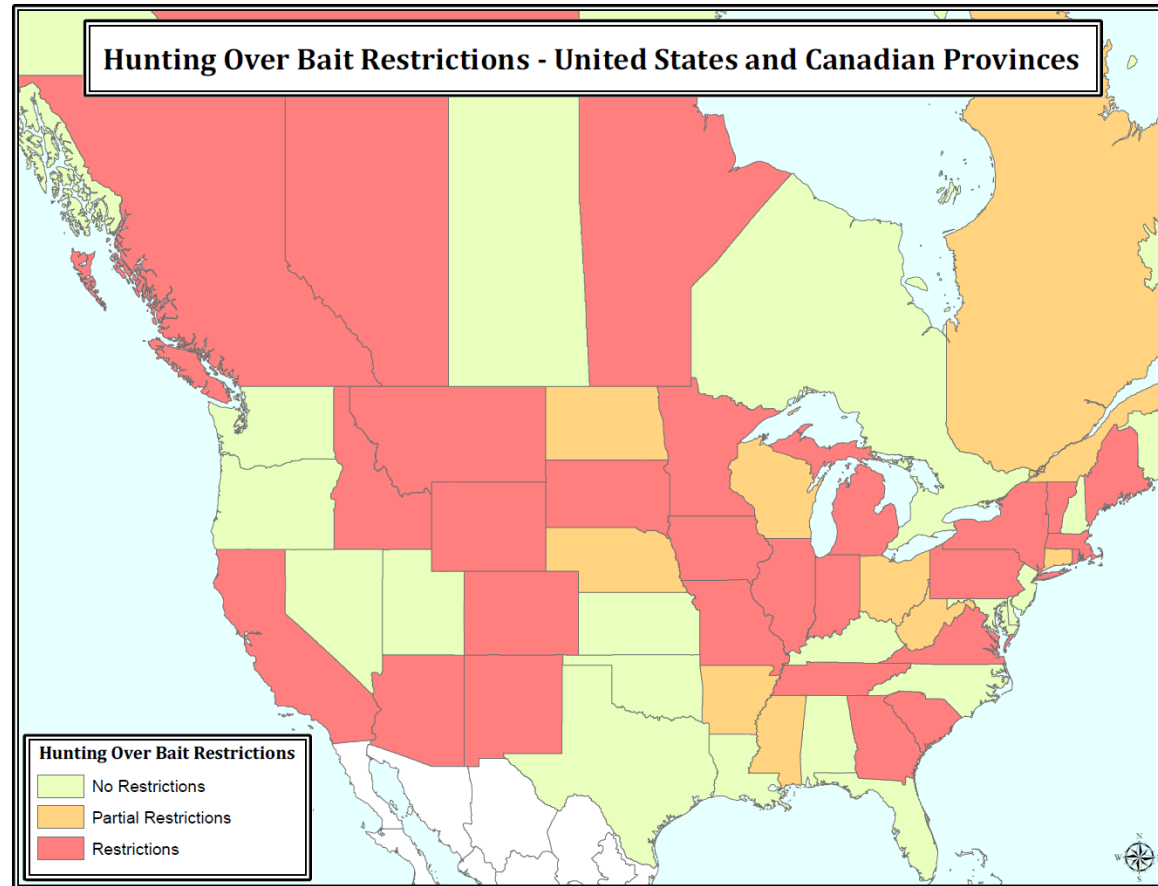 Hunting Over Bait Restrictions - United States and Canadian Provinces
Hunting Over Bait Restrictions
No Restrictions
Partial Restrictions
Restrictions
N
W
E
S